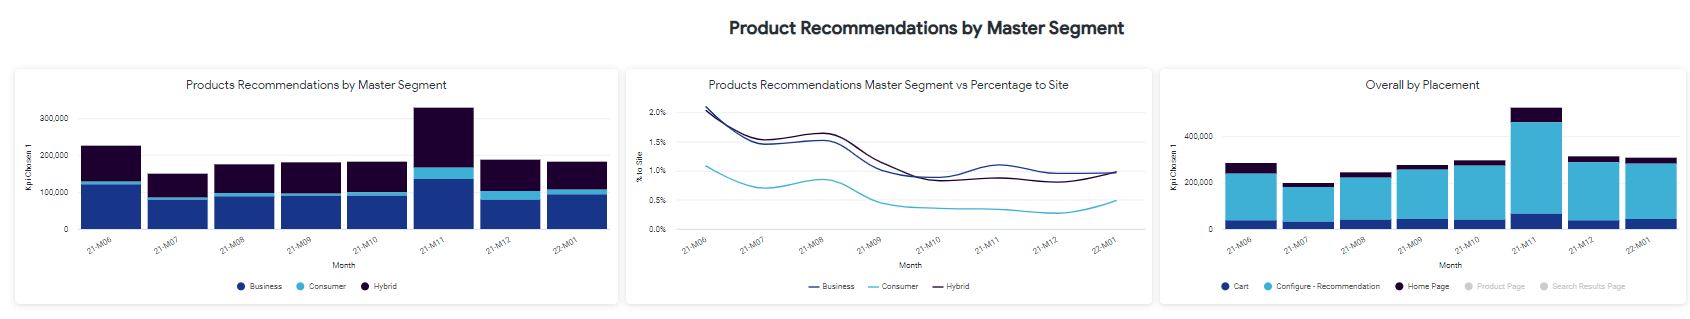 Product Recommendations by Master Segment
Products Recommendations by Master Segment
Kpi Chosen 1
300,000
200,000
100,000
0
21-M06
21-M07
21-M08
21-M09
21-M10
21-M11
21-M12
22-M01
Month
Business
Consumer
Hybrid
Products Recommendations Master Segment vs Percentage to Site
% to Site
2.0%
1.5%
1.0%
0.5%
0.0%
21-M06
21-M07
21-M08
21-M09
21-M10
21-M11
21-M12
22-M01
Month
Business
Consumer
Hybrid
Overall by Placement
Kpi Chosen 1
400,000
200,000
0
21-M06
21-M07
21-M08
21-M09
21-M10
21-M11
21-M12
22-M01
Month
Cart
Configure - Recommendation
Home Page
Product Page
Search Results Page